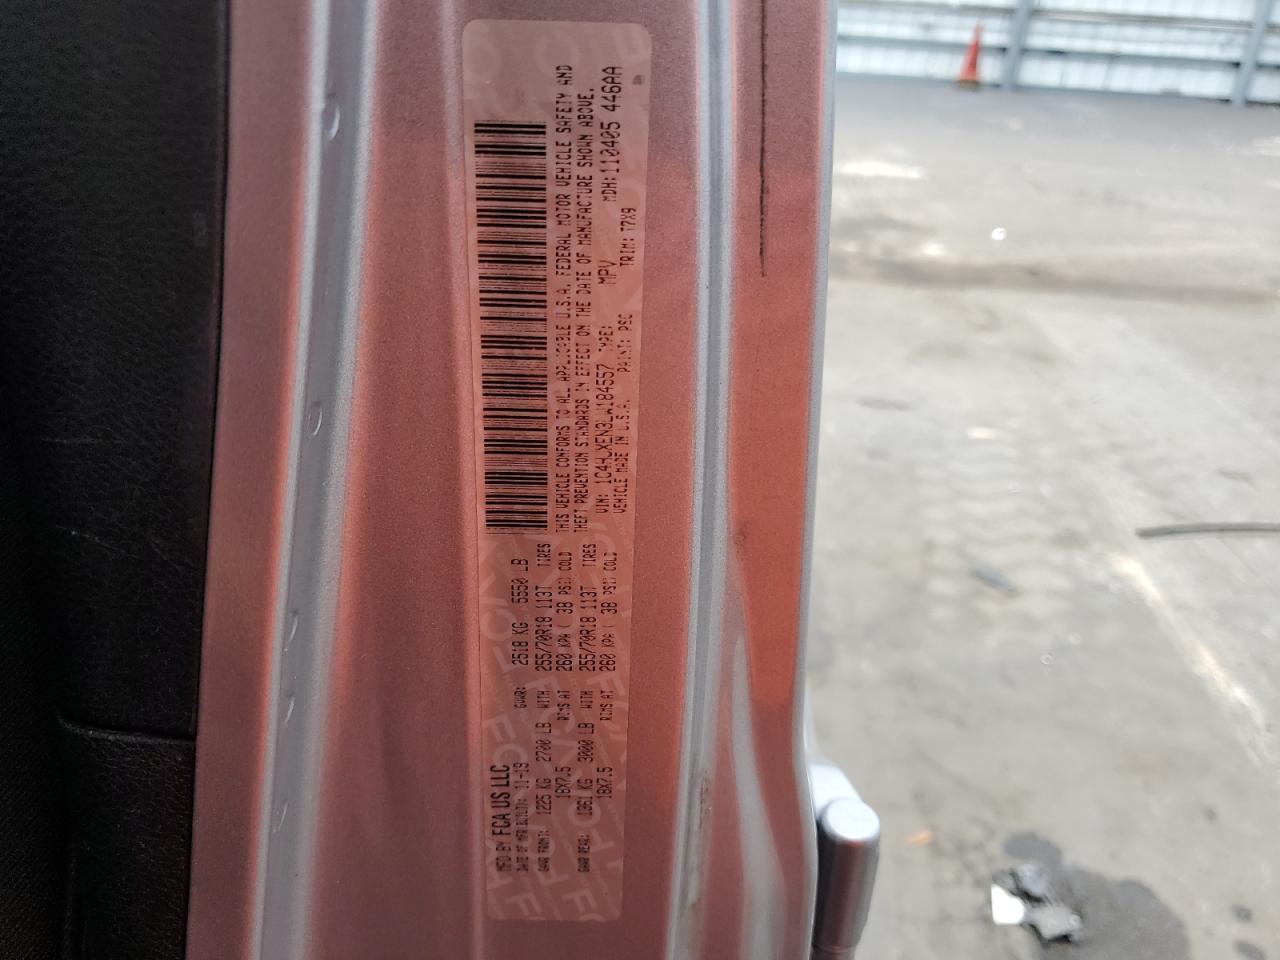 MFD BY FCA US LLC
DATE OF MFR (BUILT): 11-19 GVWR: 2518 KG 5550 LB
GAWR FRONT: 1225 KG 2700 LB WITH 255/70R18 113T TIRES
18X7.5 RIMS AT 260 KPA ( 38 PSI) COLD
GAWR REAR: 1361 KG 3000 LB WITH 255/70R18 113T TIRES
18X7.5 RIMS AT 260 KPA ( 38 PSI) COLD
THIS VEHICLE CONFORMS TO ALL APPLICABLE U.S.A. FEDERAL MOTOR VEHICLE SAFETY AND
THEFT PREVENTION STANDARDS IN EFFECT ON THE DATE OF MANUFACTURE SHOWN ABOVE.
VIN: 1C4HJXEN3LW184557 TYPE: MPV MDH: 110405 446AA
VEHICLE MADE IN U.S.A. PAINT: PSC TRIM: T7X9